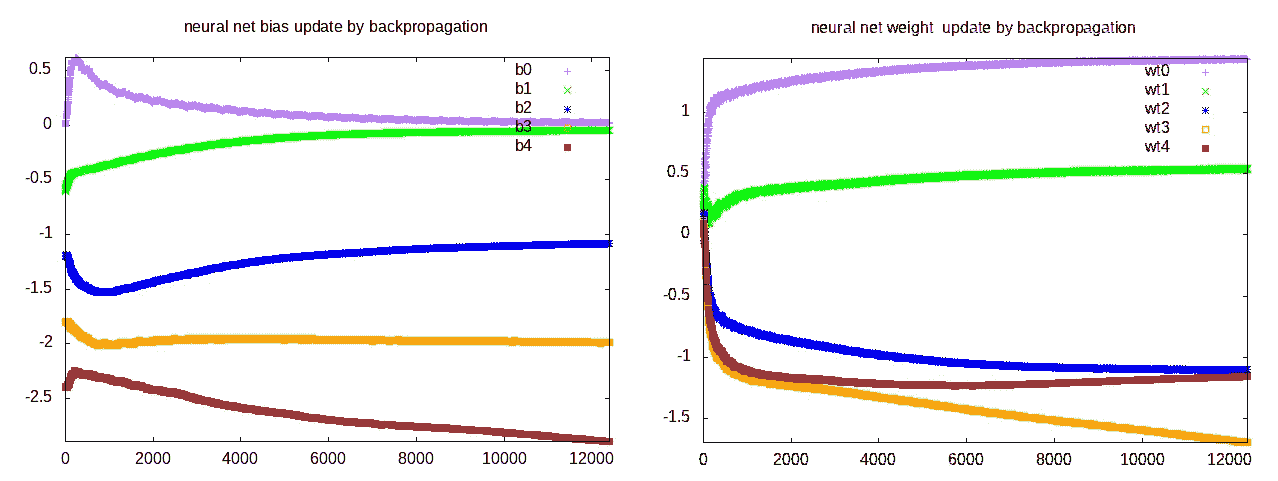 neural net bias update by backpropagation
0.5
0
-0.5
-1
-1.5
-2
-2.5
b0
b1
b2
b3
b4
0 2000 4000 6000 8000 10000 12000
neural net weight update by backpropagation
1
0.5
0
-0.5
-1
-1.5
wt0
wt1
wt2
wt3
wt4
0 2000 4000 6000 8000 10000 12000